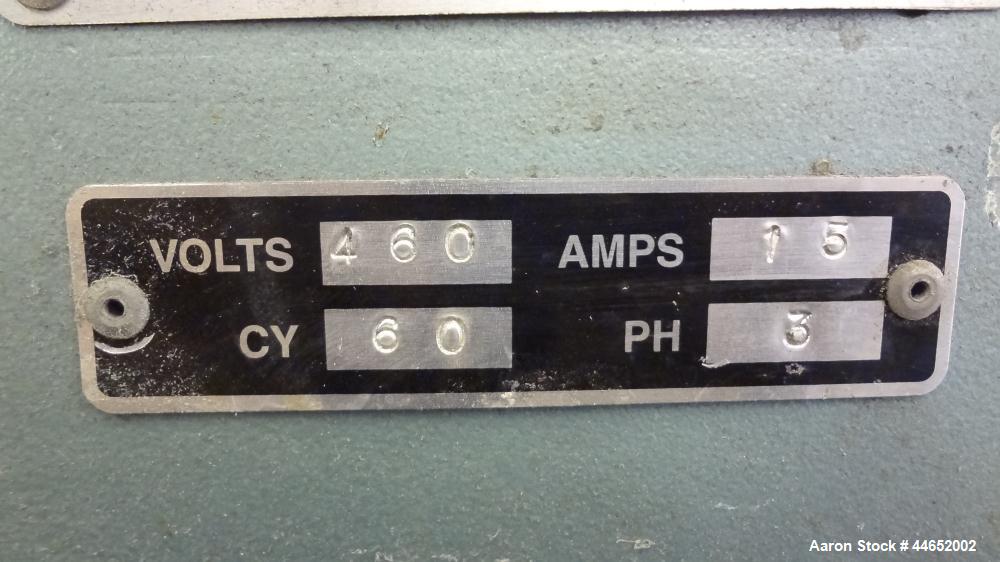 VOLTS 460 AMPS 15
CY 60 PH 3
Aaron Stock # 44652002